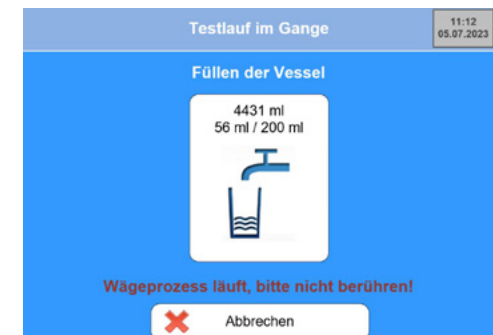 Testlauf im Gange
11:12
05.07.2023
Füllen der Vessel
4431 ml
56 ml / 200 ml
Wägeprozess läuft, bitte nicht berühren!
Abbrechen